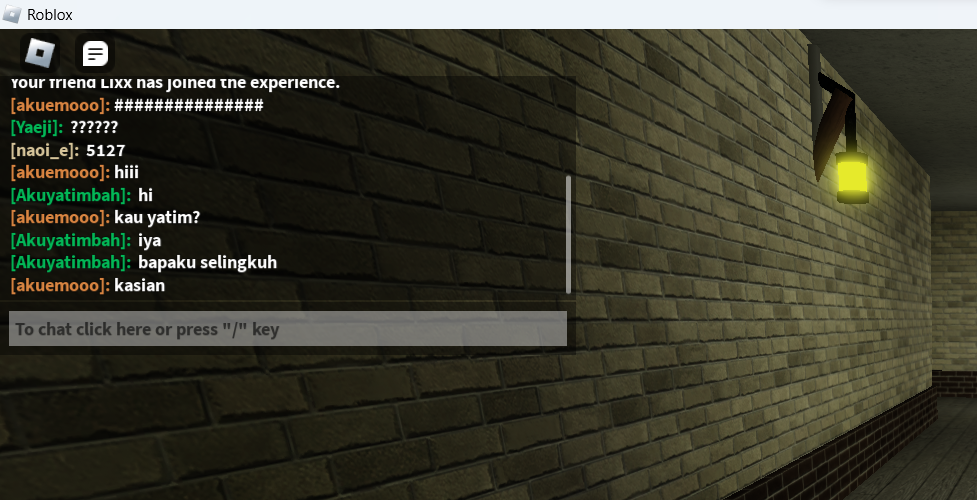 Roblox
Your friend Lixx has joined the experience.
[akuemooo]: ###############
[Yaeji]: ??????
[naoi_e]: 5127
[akuemooo]: hiii
[Akuyatimbah]: hi
[akuemooo]: kau yatim?
[Akuyatimbah]: iya
[Akuyatimbah]: bapaku selingkuh
[akuemooo]: kasian
To chat click here or press "/" key